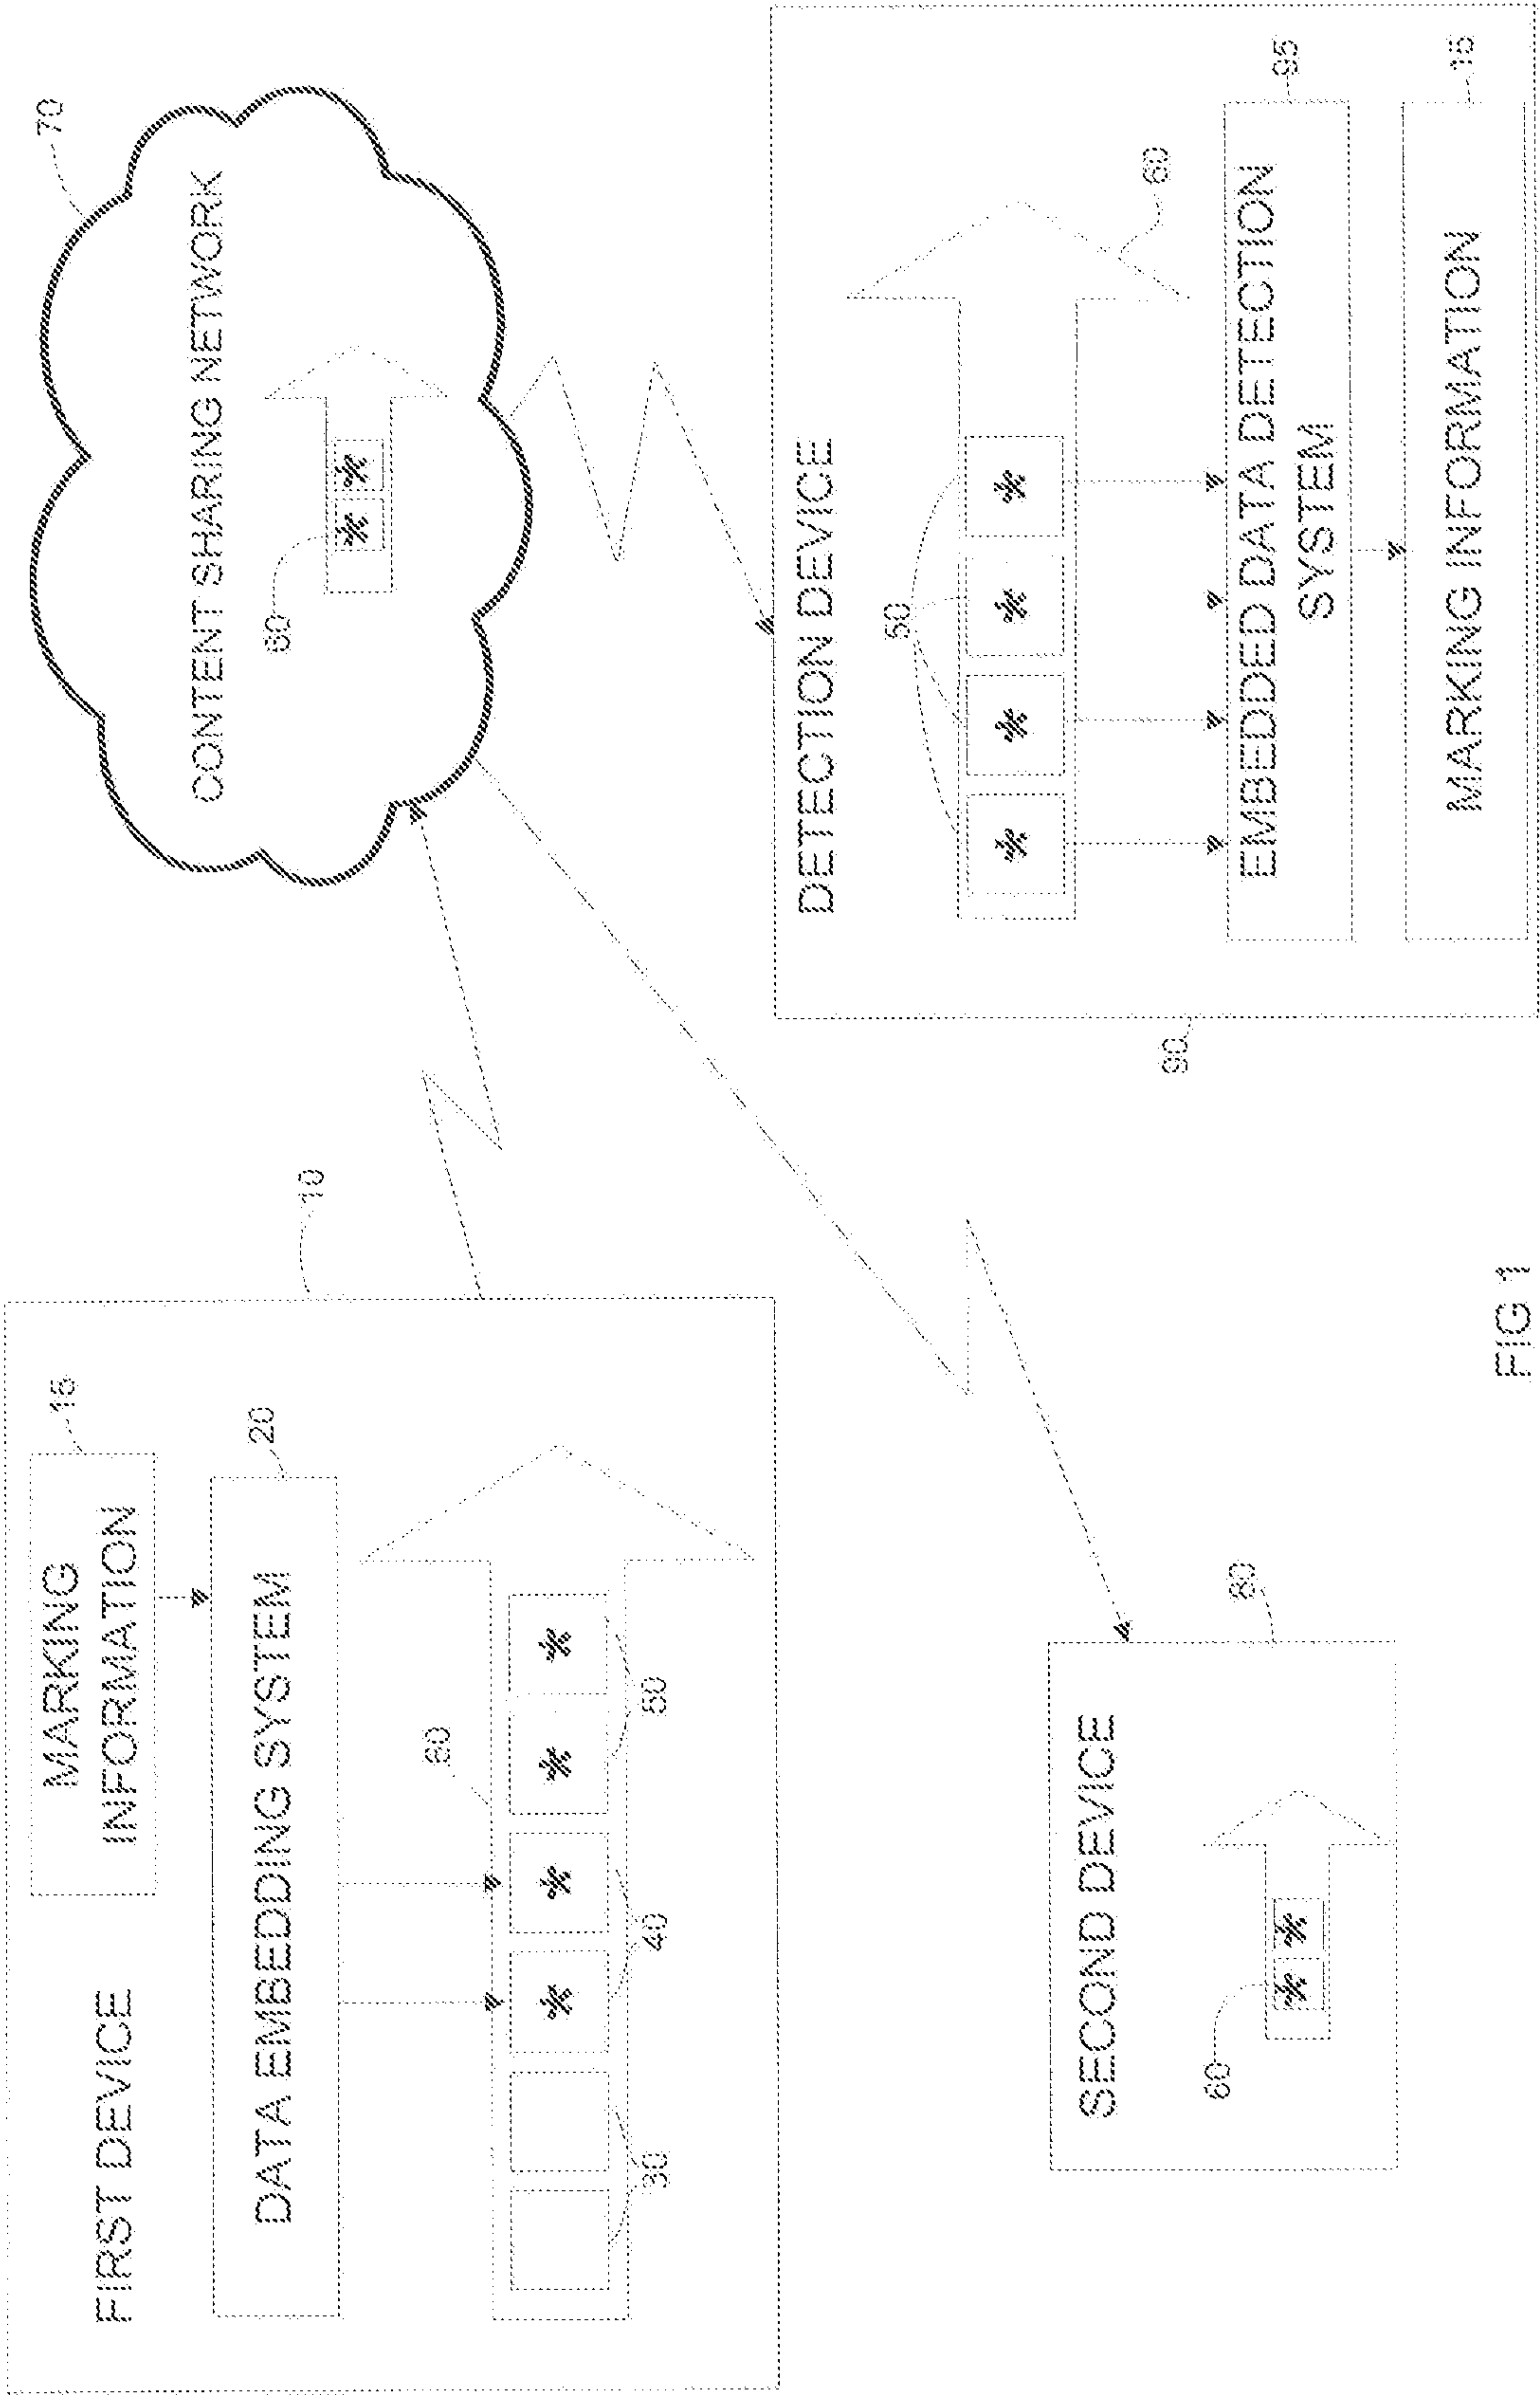 FIRST DEVICE
MARKING
INFORMATION
15
DATA EMBEDDING SYSTEM
20
10
60
30
40
50
CONTENT SHARING NETWORK
70
60
SECOND DEVICE
60
80
DETECTION DEVICE
50
60
EMBEDDED DATA DETECTION
SYSTEM
95
MARKING INFORMATION
15
90
FIG 1